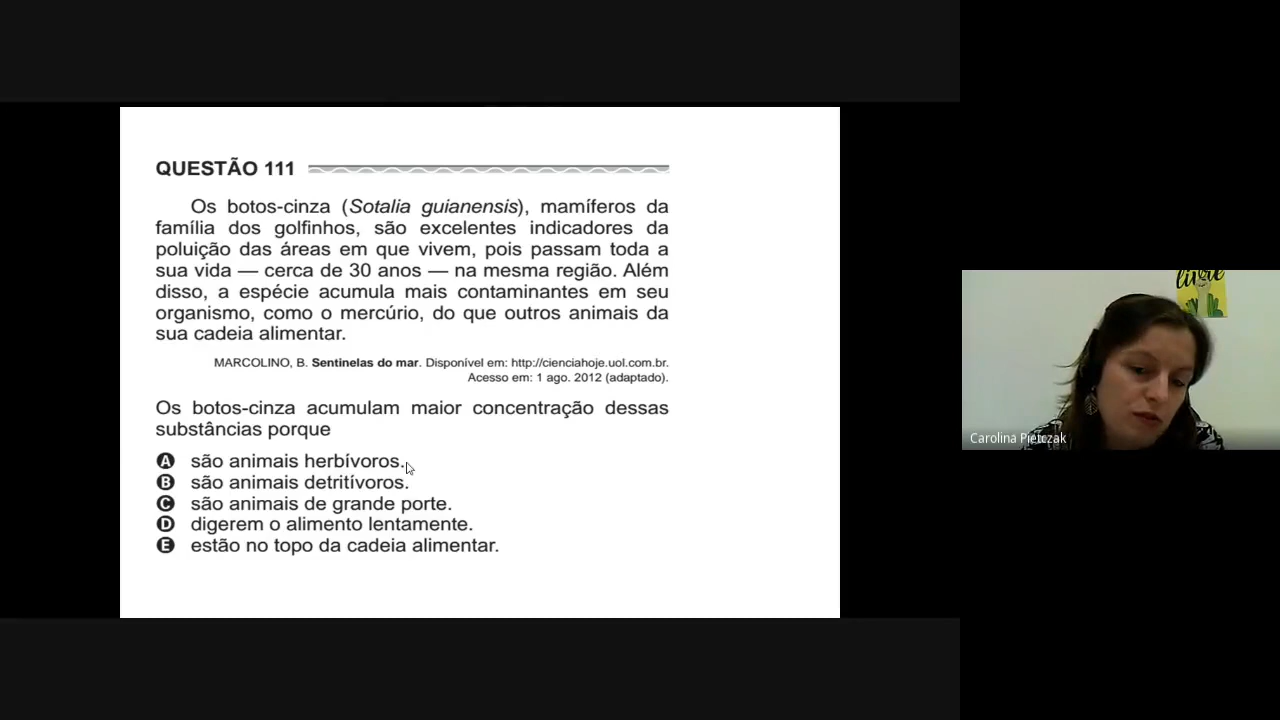 QUESTÃO 111
Os botos-cinza (Sotalia guianensis), mamíferos da
família dos golfinhos, são excelentes indicadores da
poluição das áreas em que vivem, pois passam toda a
sua vida — cerca de 30 anos — na mesma região. Além
disso, a espécie acumula mais contaminantes em seu
organismo, como o mercúrio, do que outros animais da
sua cadeia alimentar.
MARCOLINO, B. Sentinelas do mar. Disponível em: http://cienciahoje.uol.com.br.
Acesso em: 1 ago. 2012 (adaptado).
Os botos-cinza acumulam maior concentração dessas
substâncias porque
A são animais herbívoros.
B são animais detritívoros.
C são animais de grande porte.
D digerem o alimento lentamente.
E estão no topo da cadeia alimentar.
livre
Carolina Pietczak